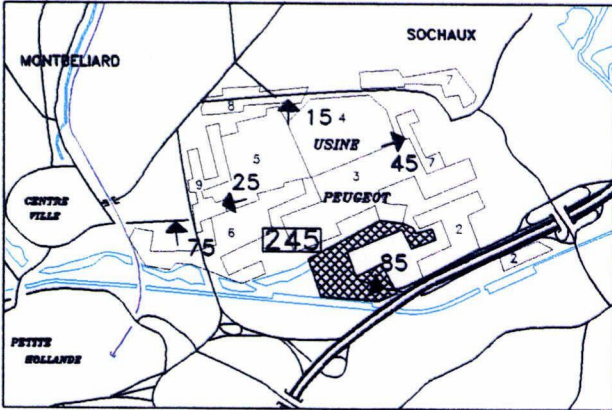 SOCHAUX
MONTBELIARD
7
8
15
4
USINE
45
7
5
3
9
25
PEUGEOT
CENTRE
VILLE
75
6
245
2
85
2
PETITE
HOLLANDE